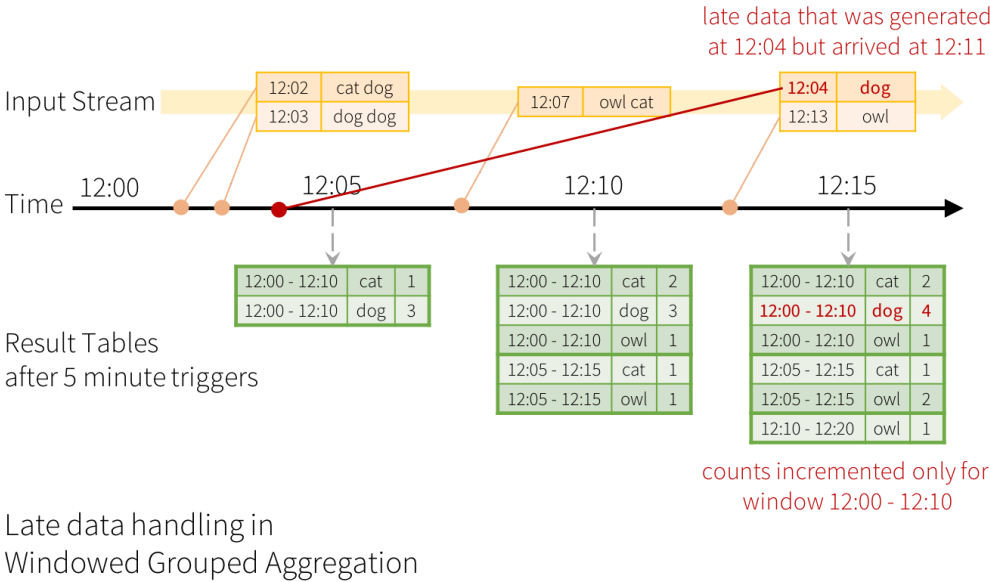 late data that was generated
at 12:04 but arrived at 12:11
Input Stream
12:02 cat dog
12:03 dog dog
12:07 owl cat
12:04 dog
12:13 owl
Time
12:00 12:05 12:10 12:15
12:00 - 12:10 cat 1
12:00 - 12:10 dog 3
12:00 - 12:10 cat 2
12:00 - 12:10 dog 3
12:00 - 12:10 owl 1
12:05 - 12:15 cat 1
12:05 - 12:15 owl 1
12:00 - 12:10 cat 2
12:00 - 12:10 dog 4
12:00 - 12:10 owl 1
12:05 - 12:15 cat 1
12:05 - 12:15 owl 2
12:10 - 12:20 owl 1
Result Tables
after 5 minute triggers
counts incremented only for
window 12:00 - 12:10
Late data handling in
Windowed Grouped Aggregation